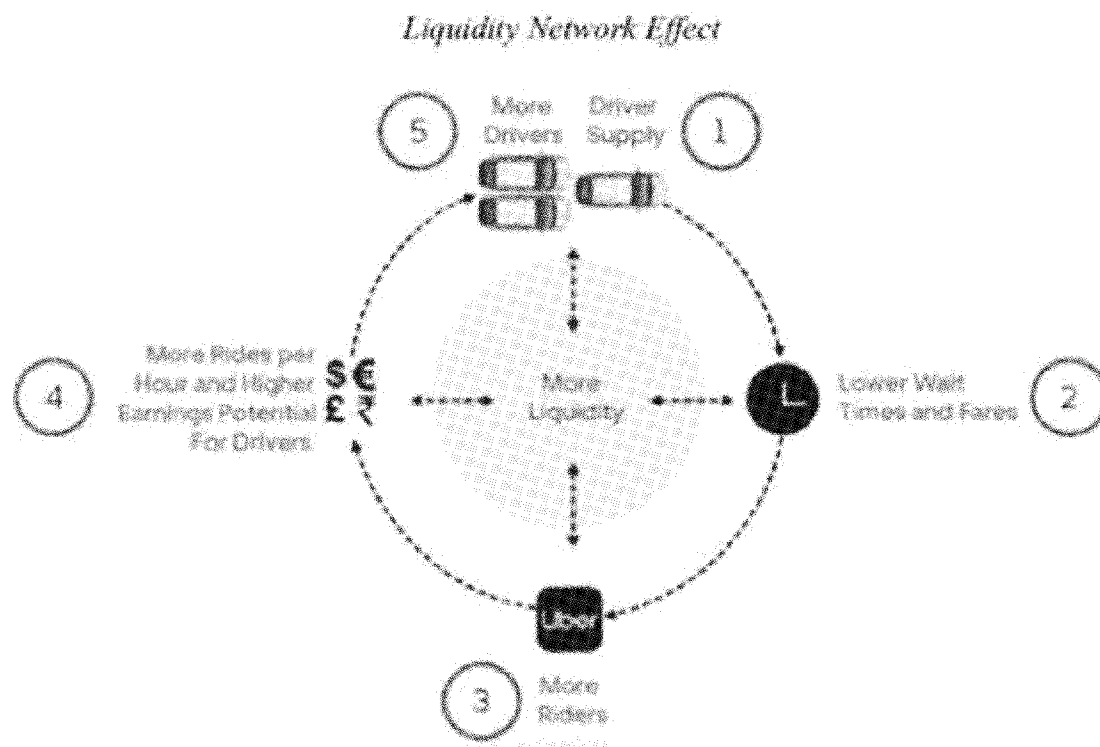 Liquidity Network Effect
5
More
Drivers
Driver
Supply
1
More Rides per
Hour and Higher
Earnings Potential
For Drivers
4
$ €
£ ₹
More
Liquidity
Lower Wait
Times and Fares
2
Uber
3
More
Riders